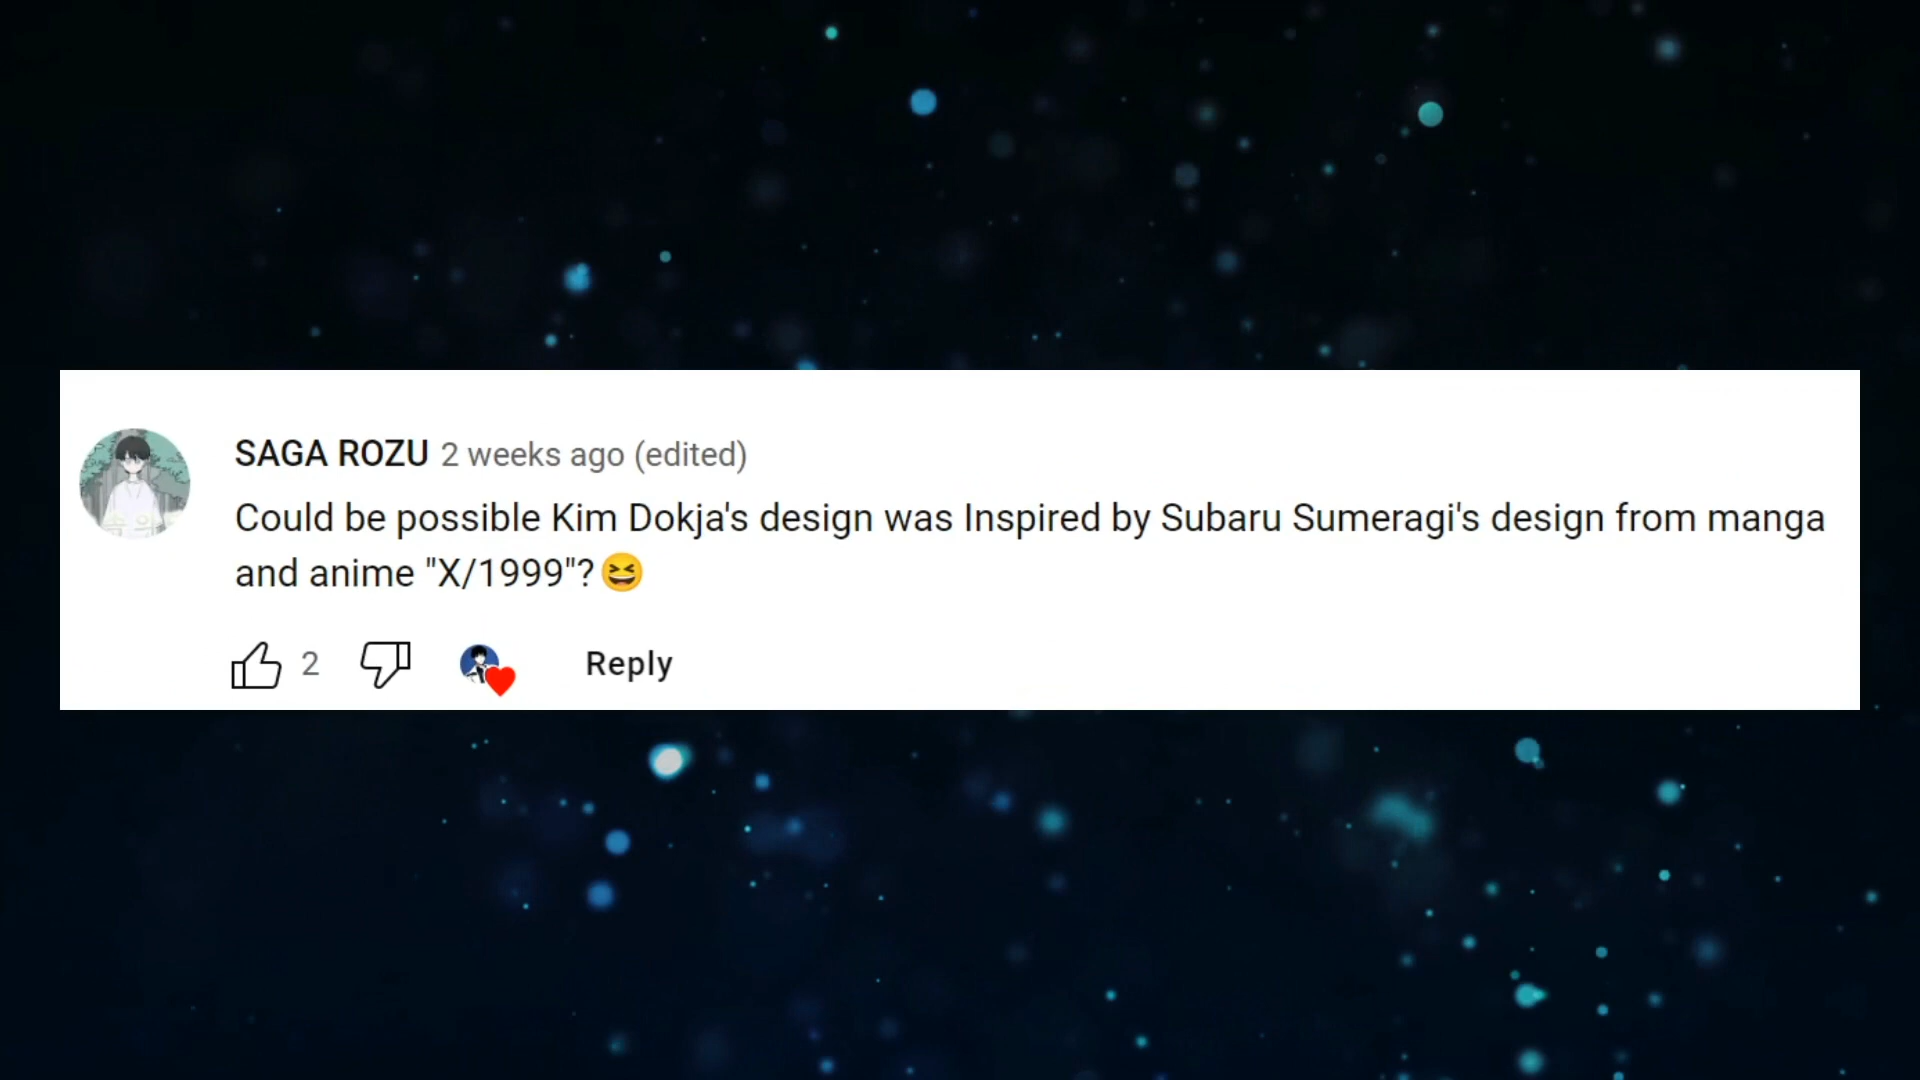 SAGA ROZU 2 weeks ago (edited)
Could be possible Kim Dokja's design was Inspired by Subaru Sumeragi's design from manga
and anime "X/1999"?😆
2 Reply